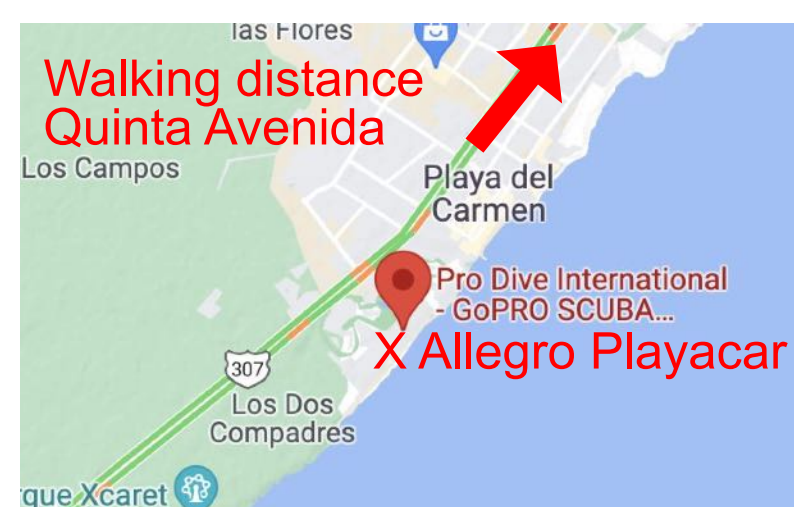 las Flores
Walking distance
Quinta Avenida
Los Campos
Playa del
Carmen
Pro Dive International
- GoPRO SCUBA...
X Allegro Playacar
307
Los Dos
Compadres
rque Xcaret